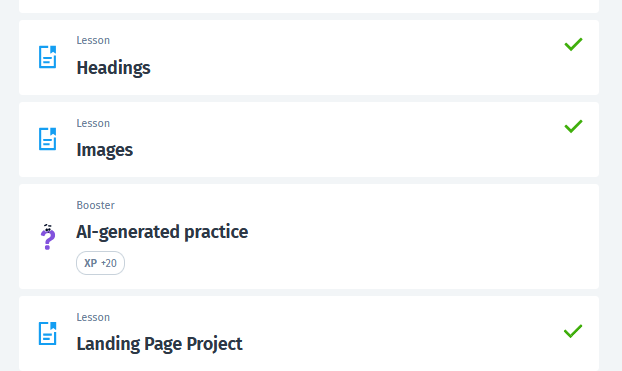 Lesson
Headings
Lesson
Images
Booster
AI-generated practice
XP +20
Lesson
Landing Page Project